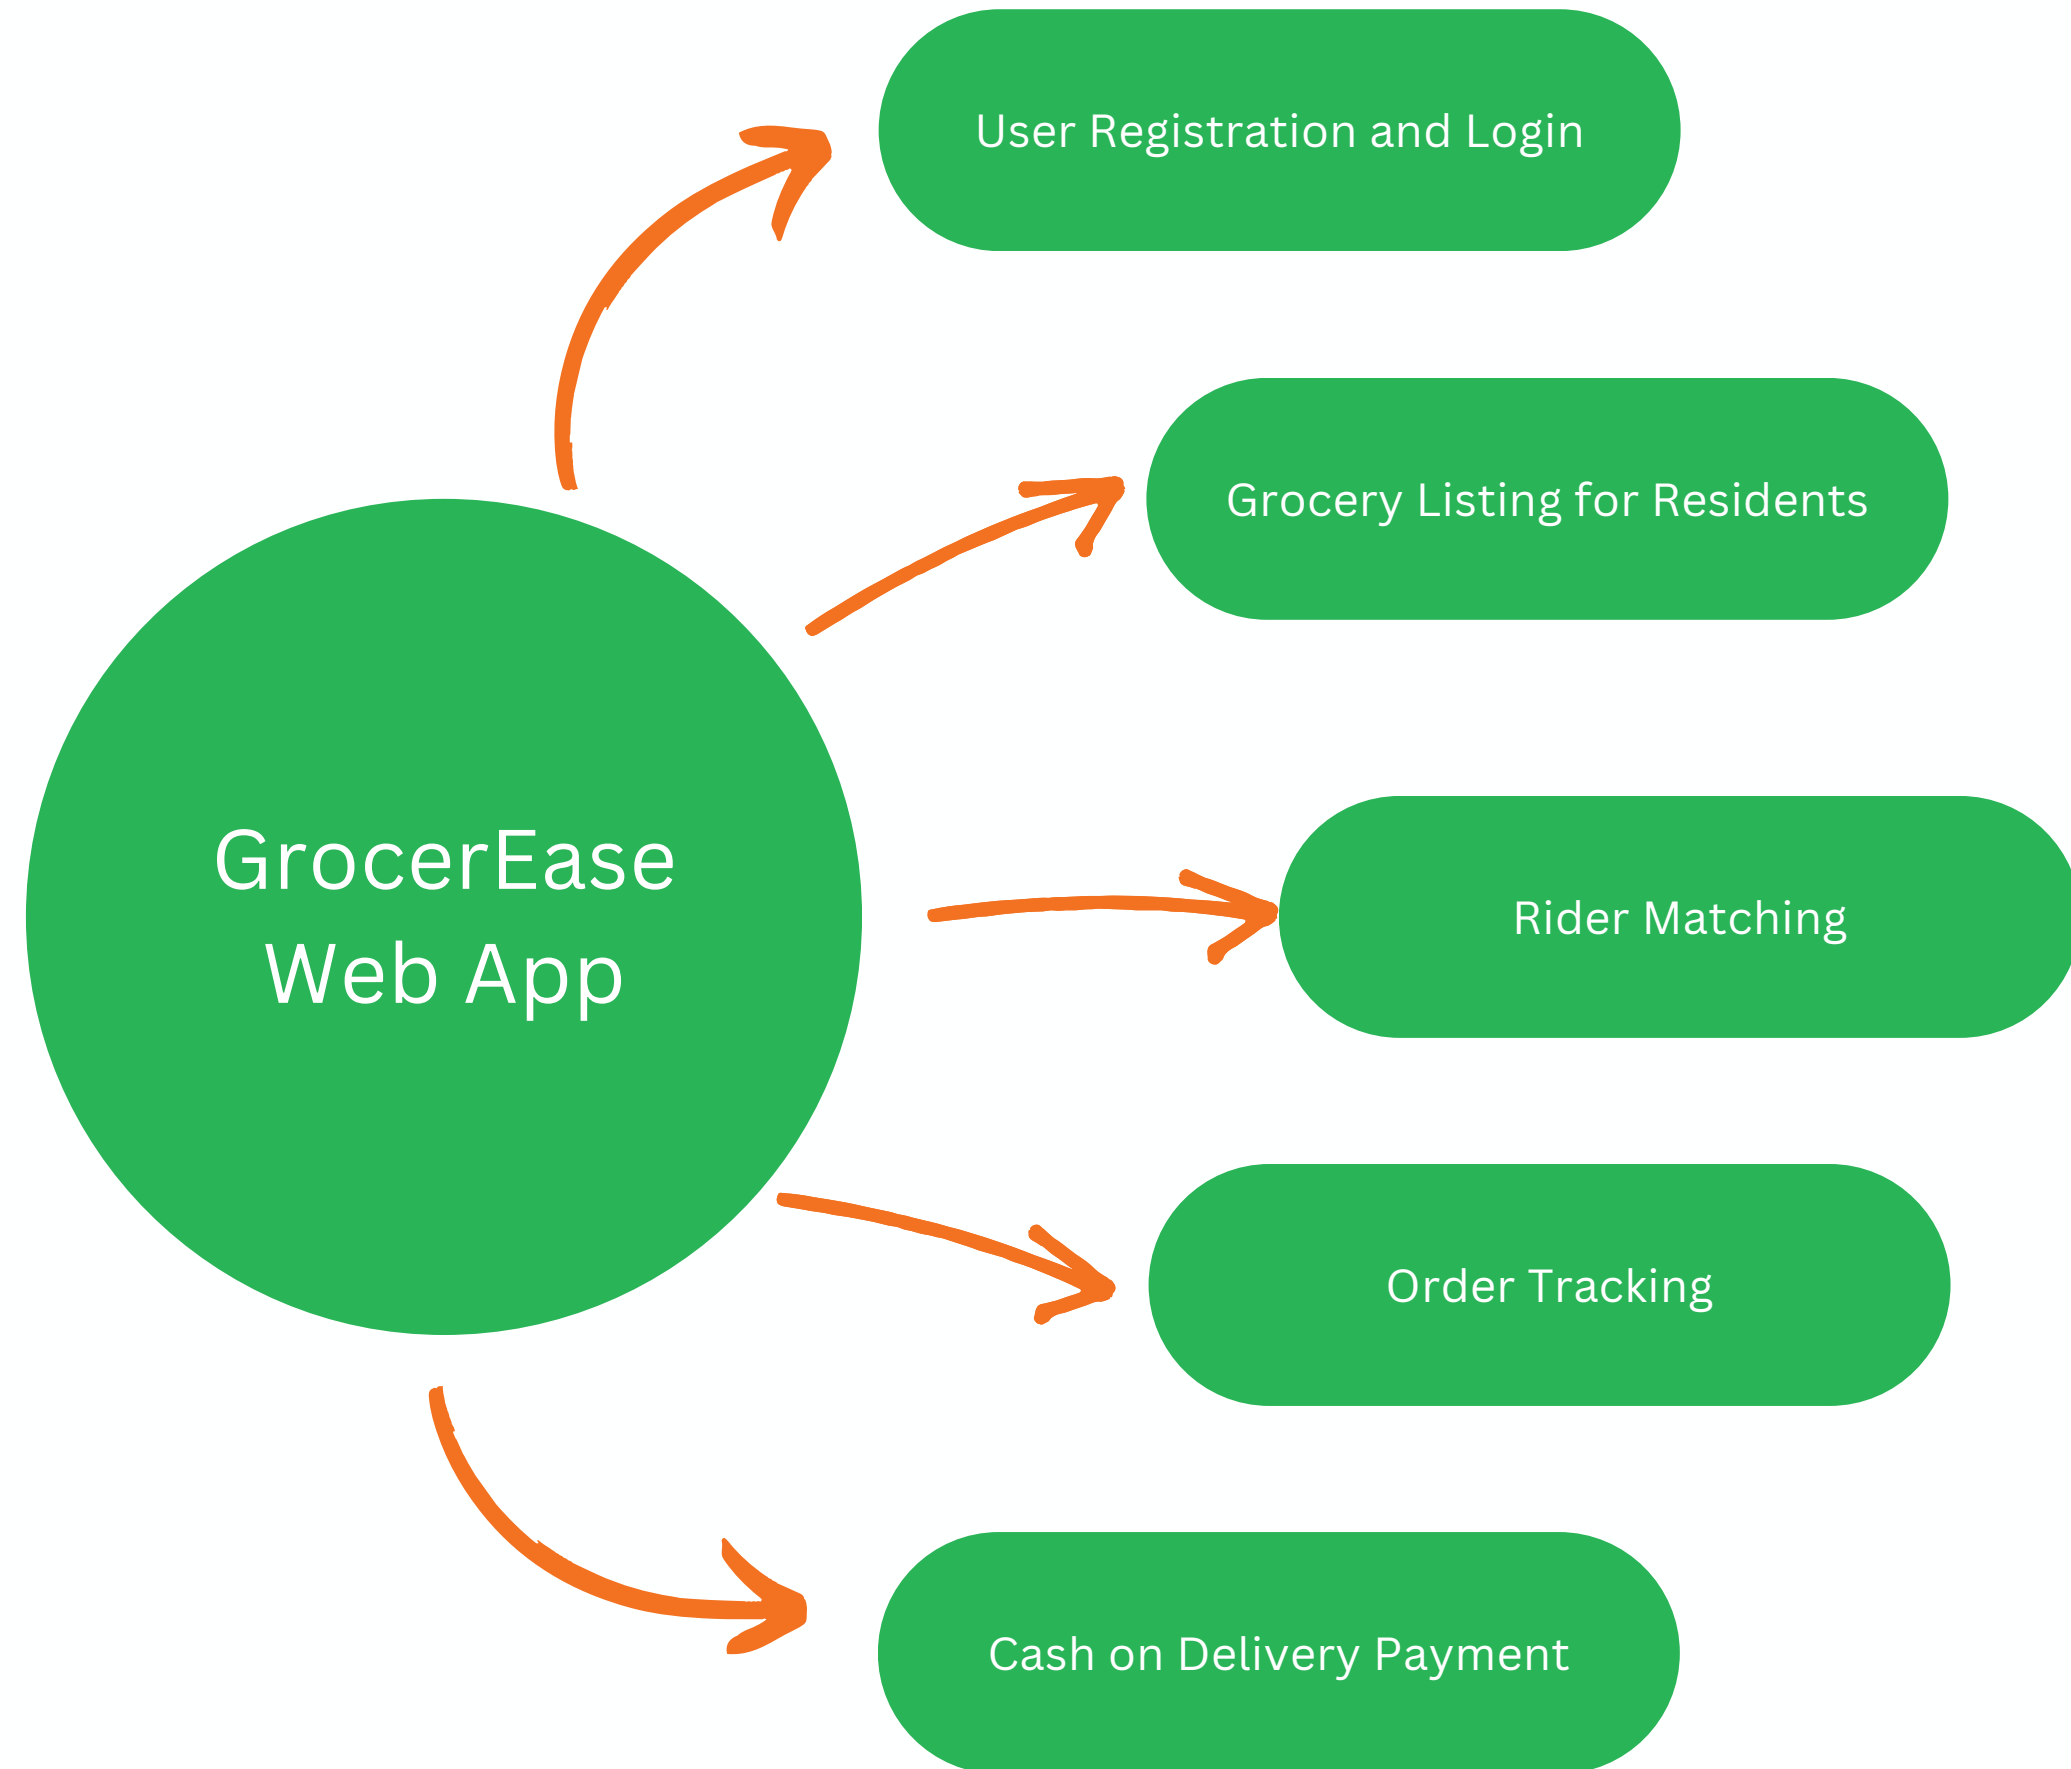 User Registration and Login
Grocery Listing for Residents
GrocerEase
Web App
Rider Matching
Order Tracking
Cash on Delivery Payment